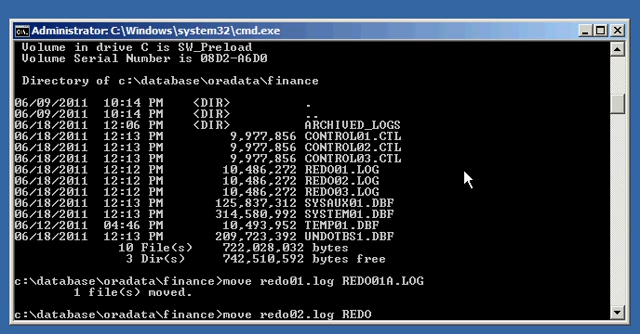 Administrator: C:\Windows\system32\cmd.exe
Volume in drive C is SW_Preload
Volume Serial Number is 08D2-A6D0
Directory of c:\database\oradata\finance
06/09/2011 10:14 PM <DIR> .
06/09/2011 10:14 PM <DIR> ..
06/18/2011 12:06 PM <DIR> ARCHIVED_LOGS
06/18/2011 12:13 PM 9,977,856 CONTROL01.CTL
06/18/2011 12:13 PM 9,977,856 CONTROL02.CTL
06/18/2011 12:13 PM 9,977,856 CONTROL03.CTL
06/18/2011 12:12 PM 10,486,272 REDO01.LOG
06/18/2011 12:12 PM 10,486,272 REDO02.LOG
06/18/2011 12:12 PM 10,486,272 REDO03.LOG
06/18/2011 12:13 PM 125,837,312 SYSAUX01.DBF
06/18/2011 12:13 PM 314,580,992 SYSTEM01.DBF
06/12/2011 04:46 PM 10,493,952 TEMP01.DBF
06/18/2011 12:13 PM 209,723,392 UNDOTBS1.DBF
10 File(s) 722,028,032 bytes
3 Dir(s) 742,510,592 bytes free
c:\database\oradata\finance>move redo01.log REDO01A.LOG
1 file(s) moved.
c:\database\oradata\finance>move redo02.log REDO